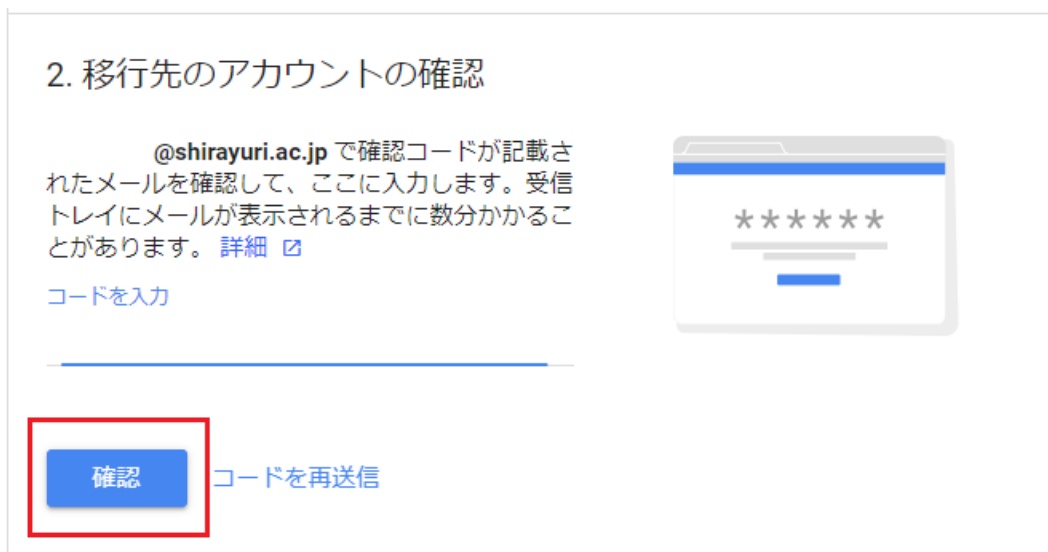 2. 移行先のアカウントの確認
@shirayuri.ac.jp で確認コードが記載さ
れたメールを確認して、ここに入力します。受信
トレイにメールが表示されるまでに数分かかるこ
とがあります。 詳細
コードを入力
******
確認 コードを再送信